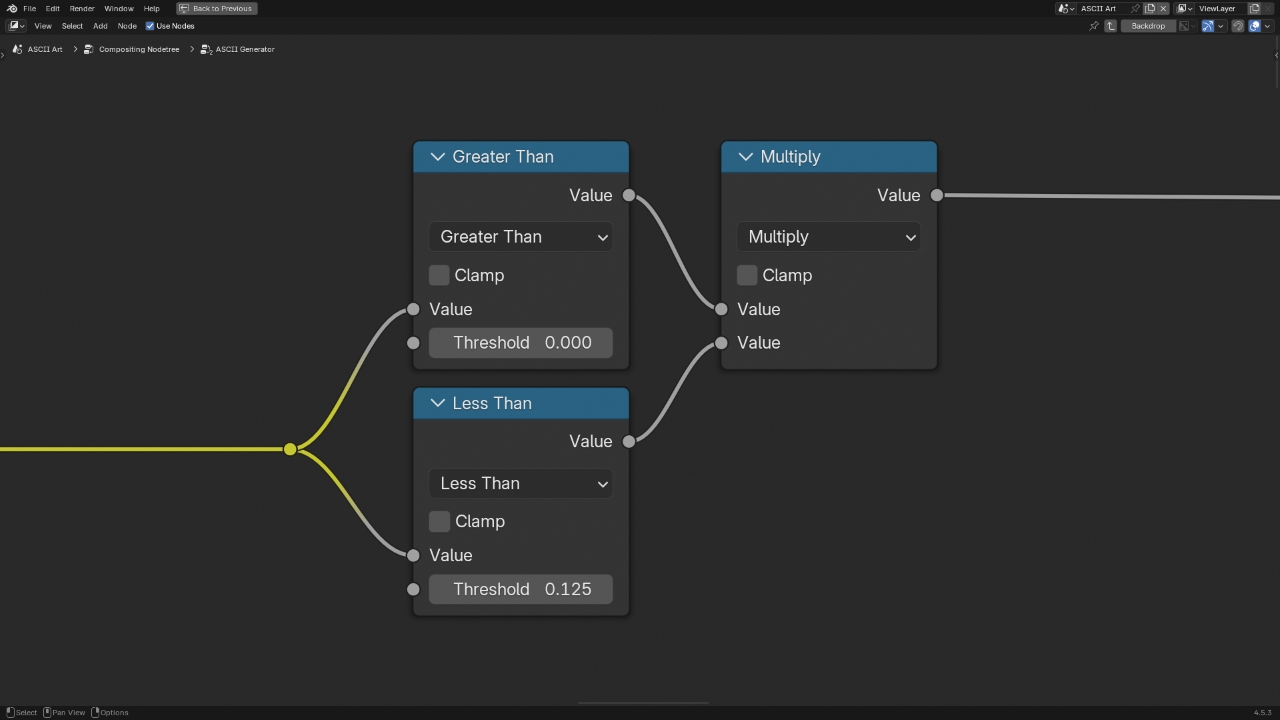 File Edit Render Window Help Back to Previous ASCII Art ViewLayer
View Select Add Node Use Nodes Backdrop
ASCII Art > Compositing Nodetree > ASCII Generator
Greater Than
Value
Greater Than
Clamp
Value
Threshold 0.000
Multiply
Value
Multiply
Clamp
Value
Value
Less Than
Value
Less Than
Clamp
Value
Threshold 0.125
Select Pan View Options 4.5.3